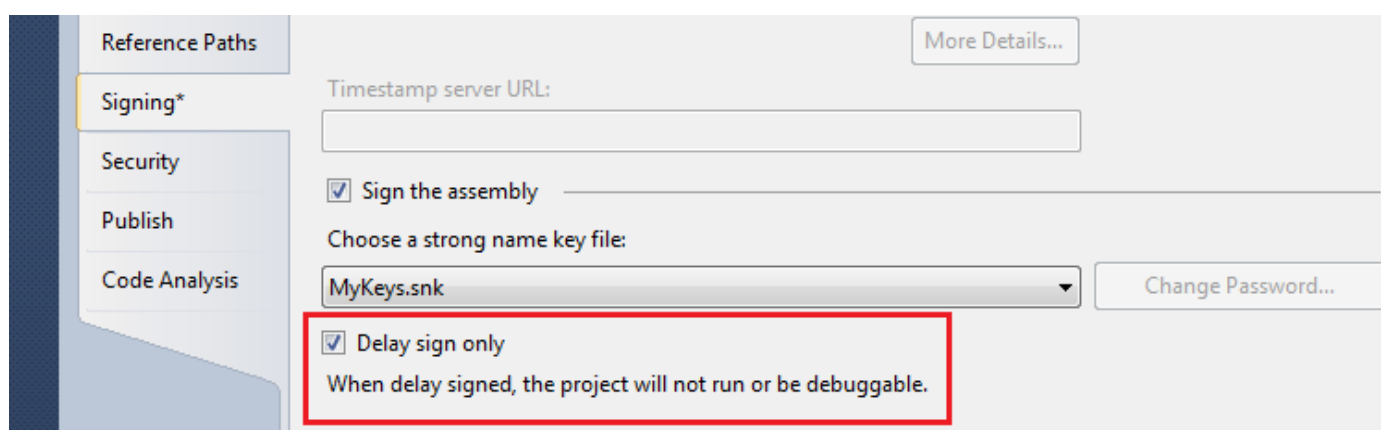 Reference Paths
More Details...
Signing*
Timestamp server URL:
Security
Sign the assembly
Publish
Choose a strong name key file:
Code Analysis
MyKeys.snk
Change Password...
Delay sign only
When delay signed, the project will not run or be debuggable.